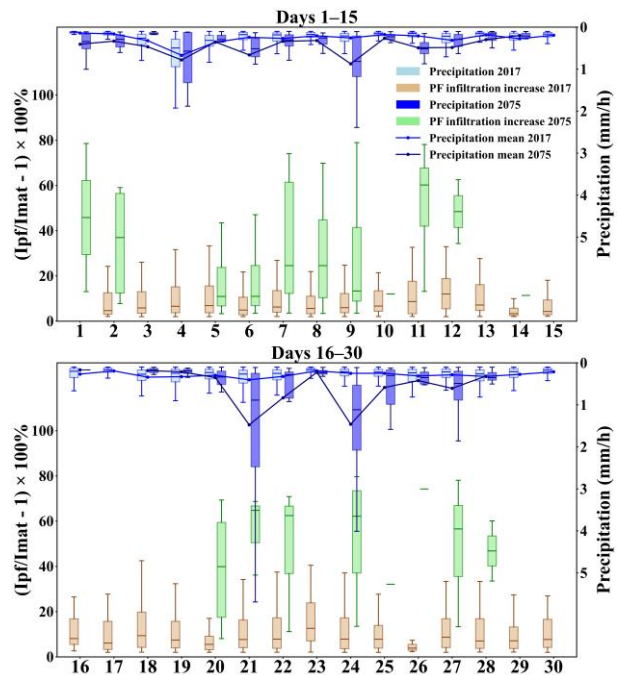 Days 1–15
(Ipf/Imat - 1) × 100%
100
80
60
40
20
0
0
1
2
3
4
5
Precipitation (mm/h)
Precipitation 2017
PF infiltration increase 2017
Precipitation 2075
PF infiltration increase 2075
Precipitation mean 2017
Precipitation mean 2075
1 2 3 4 5 6 7 8 9 10 11 12 13 14 15
Days 16–30
(Ipf/Imat - 1) × 100%
100
80
60
40
20
0
0
1
2
3
4
5
Precipitation (mm/h)
16 17 18 19 20 21 22 23 24 25 26 27 28 29 30